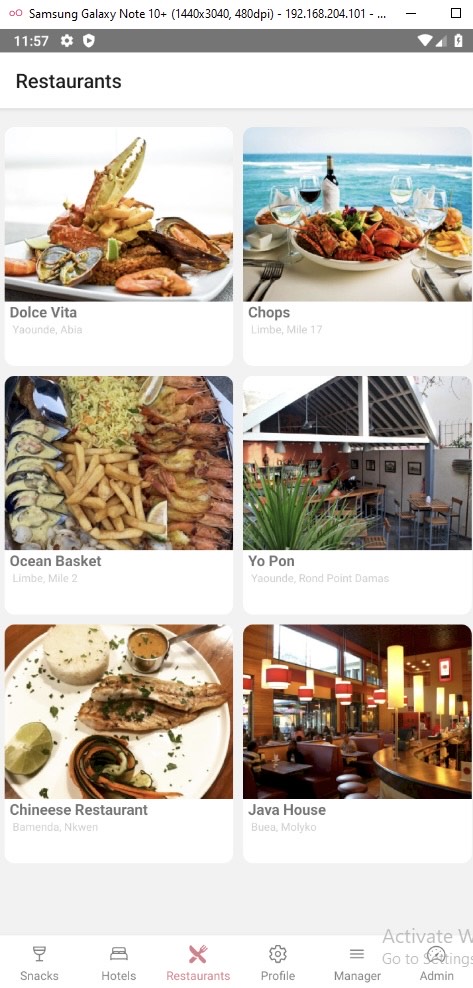 Samsung Galaxy Note 10+ (1440x3040, 480dpi) - 192.168.204.101 - ...
11:57
Restaurants
Dolce Vita
Yaounde, Abia
Chops
Limbe, Mile 17
Ocean Basket
Limbe, Mile 2
Yo Pon
Yaounde, Rond Point Damas
Chineese Restaurant
Bamenda, Nkwen
Java House
Buea, Molyko
Activate W
Go to Settings
Snacks
Hotels
Restaurants
Profile
Manager
Admin